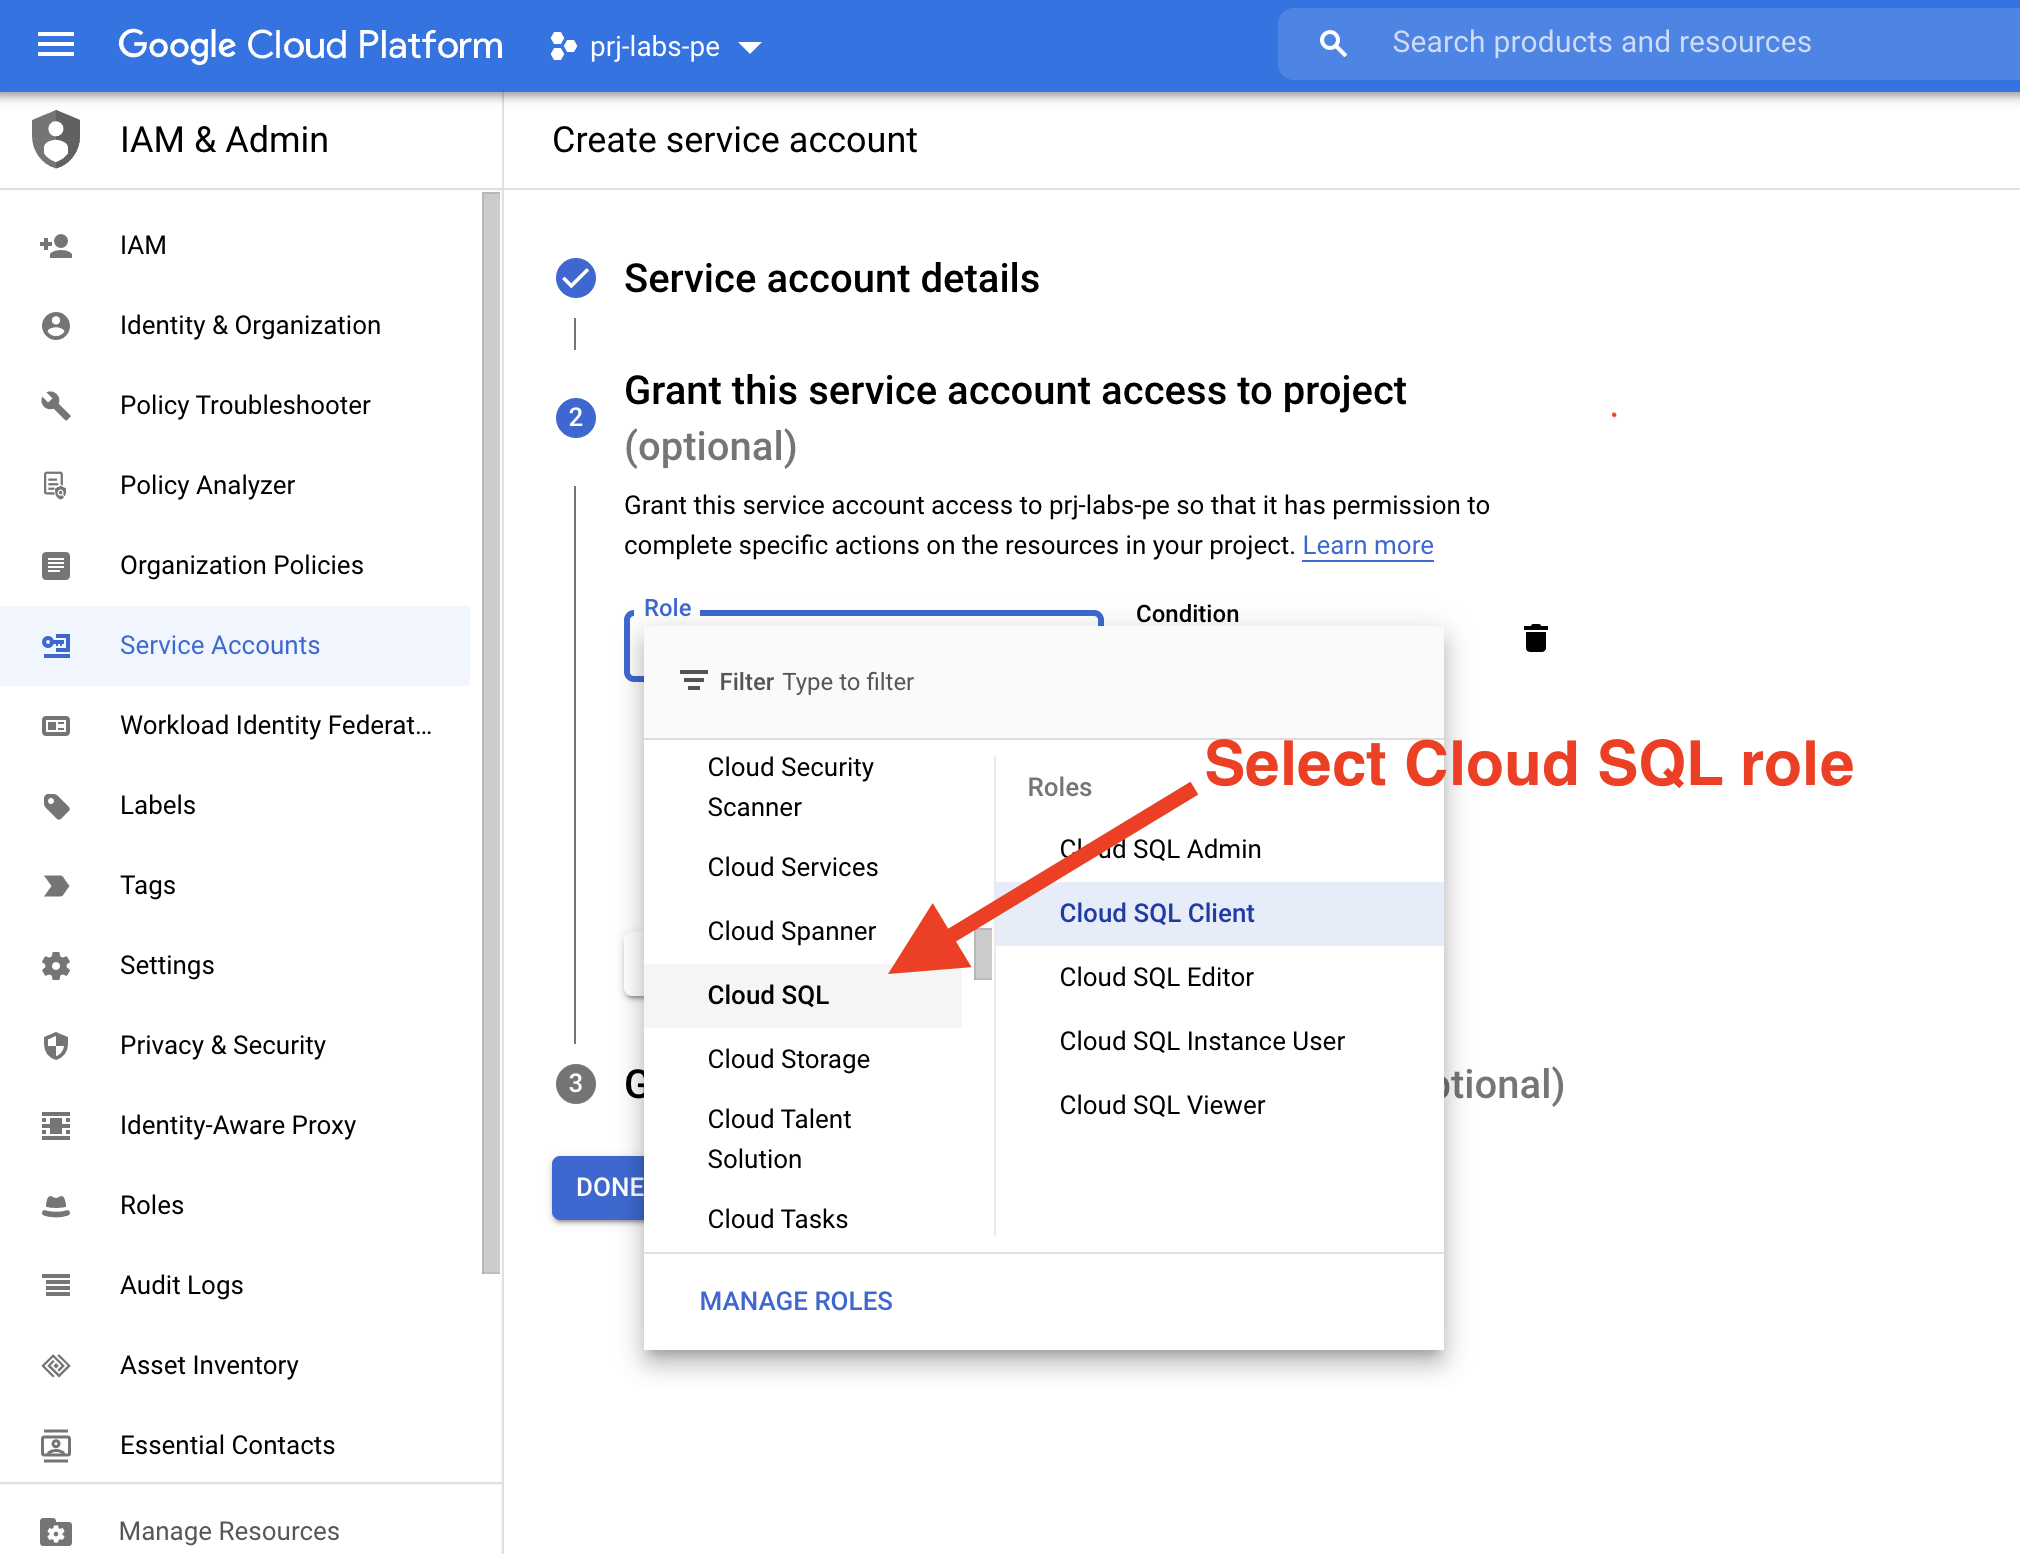 Google Cloud Platform
prj-labs-pe
Search products and resources
IAM & Admin
Create service account
IAM
Identity & Organization
Policy Troubleshooter
Policy Analyzer
Organization Policies
Service Accounts
Workload Identity Federat...
Labels
Tags
Settings
Privacy & Security
Identity-Aware Proxy
Roles
Audit Logs
Asset Inventory
Essential Contacts
Manage Resources
Service account details
2
Grant this service account access to project
(optional)
Grant this service account access to prj-labs-pe so that it has permission to
complete specific actions on the resources in your project. Learn more
Role
Condition
Filter Type to filter
Select Cloud SQL role
Cloud Security
Scanner
Cloud Services
Cloud Spanner
Cloud SQL
Cloud Storage
Cloud Talent
Solution
Cloud Tasks
Roles
Cloud SQL Admin
Cloud SQL Client
Cloud SQL Editor
Cloud SQL Instance User
Cloud SQL Viewer
MANAGE ROLES
3
DONE